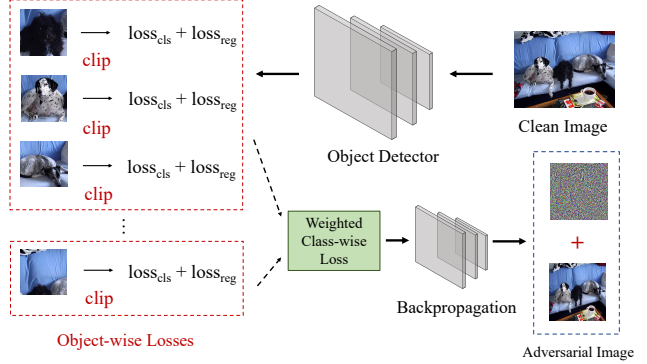 loss_cls + loss_reg
clip
loss_cls + loss_reg
clip
loss_cls + loss_reg
clip
⋮
loss_cls + loss_reg
clip
Object-wise Losses
Object Detector
Clean Image
Weighted
Class-wise
Loss
Backpropagation
+
Adversarial Image